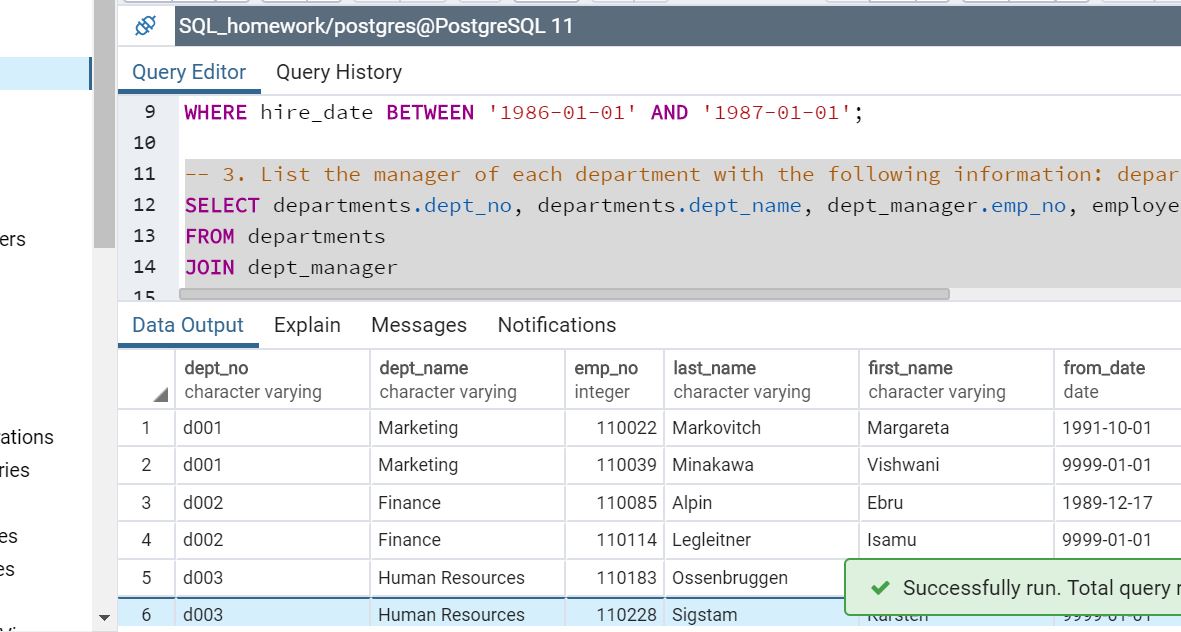 SQL_homework/postgres@PostgreSQL 11
Query Editor Query History
9 WHERE hire_date BETWEEN '1986-01-01' AND '1987-01-01';
10
11 -- 3. List the manager of each department with the following information: depar
12 SELECT departments.dept_no, departments.dept_name, dept_manager.emp_no, employe
13 FROM departments
14 JOIN dept_manager
15
ers
ations
ries
es
es
Data Output Explain Messages Notifications
dept_no dept_name emp_no last_name first_name from_date
character varying character varying integer character varying character varying date
1 d001 Marketing 110022 Markovitch Margareta 1991-10-01
2 d001 Marketing 110039 Minakawa Vishwani 9999-01-01
3 d002 Finance 110085 Alpin Ebru 1989-12-17
4 d002 Finance 110114 Legleitner Isamu 9999-01-01
5 d003 Human Resources 110183 Ossenbruggen
6 d003 Human Resources 110228 Sigstam Karsten 9999-01-01
Successfully run. Total query r